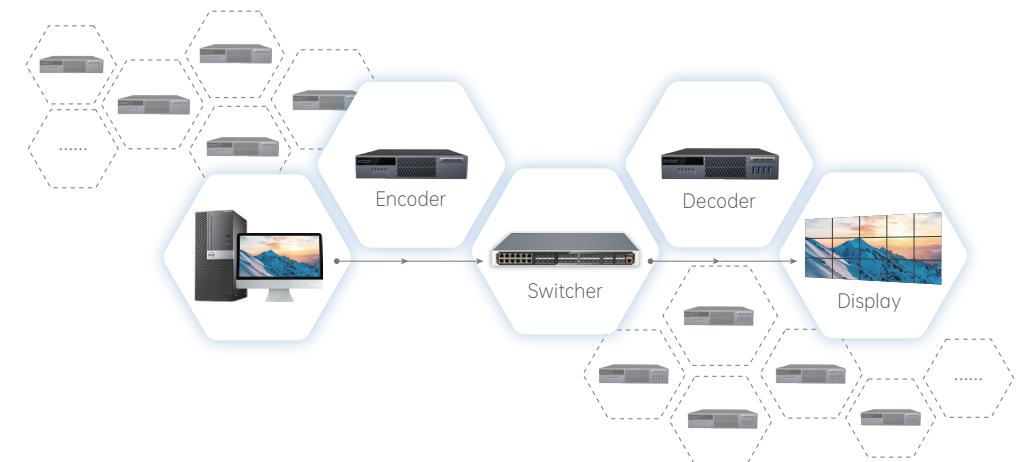 ......
Encoder
Decoder
Switcher
Display
......